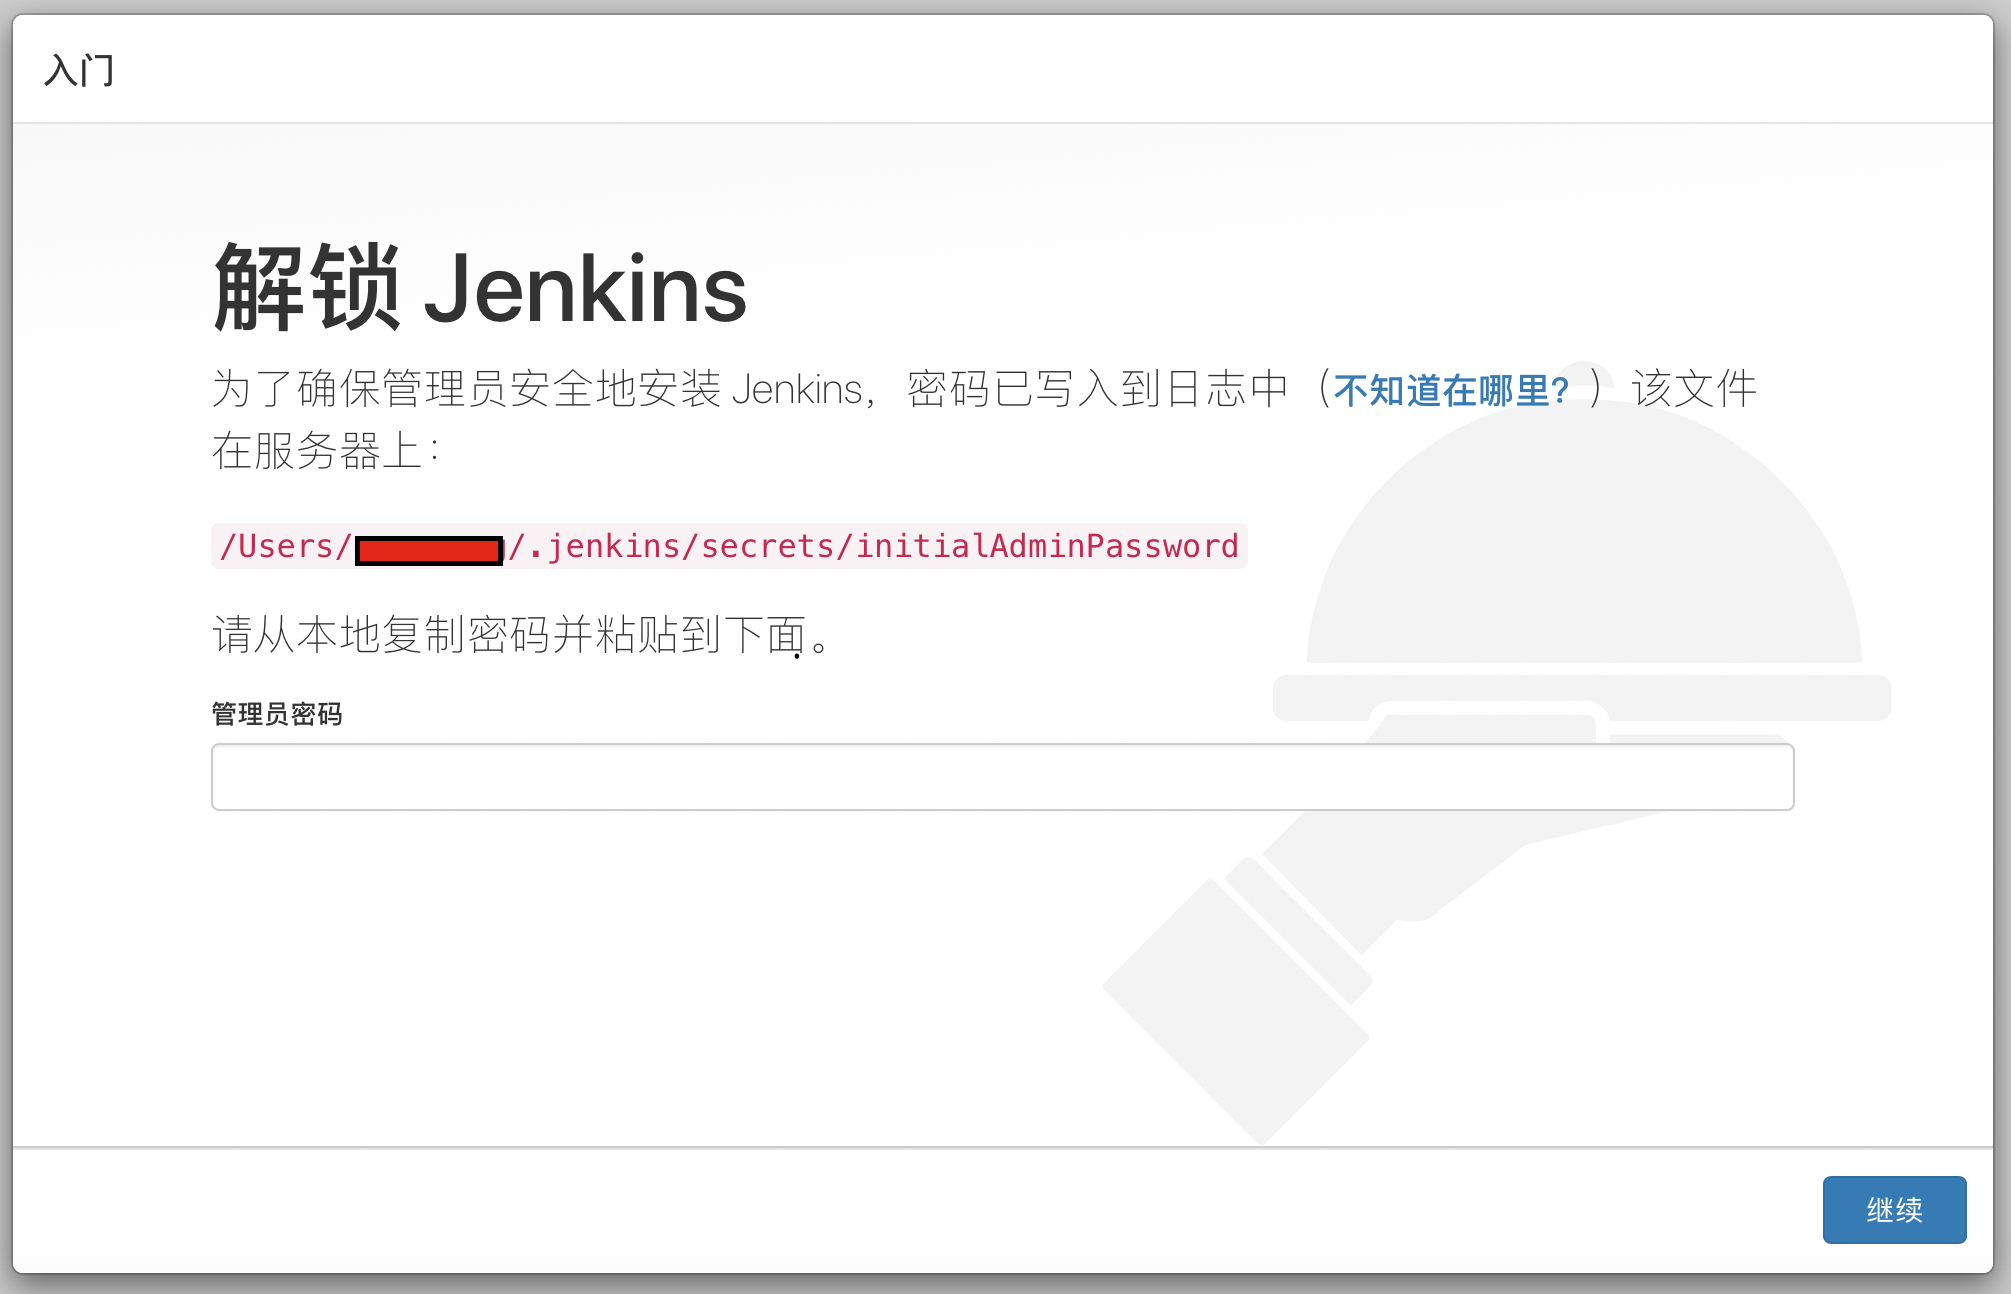 入门
解锁 Jenkins
为了确保管理员安全地安装 Jenkins，密码已写入到日志中（不知道在哪里?）该文件
在服务器上：
/Users/ /.jenkins/secrets/initialAdminPassword
请从本地复制密码并粘贴到下面。
管理员密码
继续